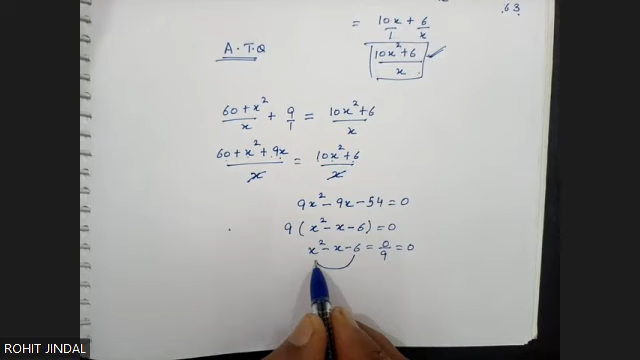 .63
= 10x/1 + 6/x
10x² + 6 / x
A.T.Q
60 + x² / x + 9/1 = 10x² + 6 / x
60 + x² + 9x / x = 10x² + 6 / x
9x² - 9x - 54 = 0
9 ( x² - x - 6 ) = 0
x² - x - 6 = 0/9 = 0
ROHIT JINDAL